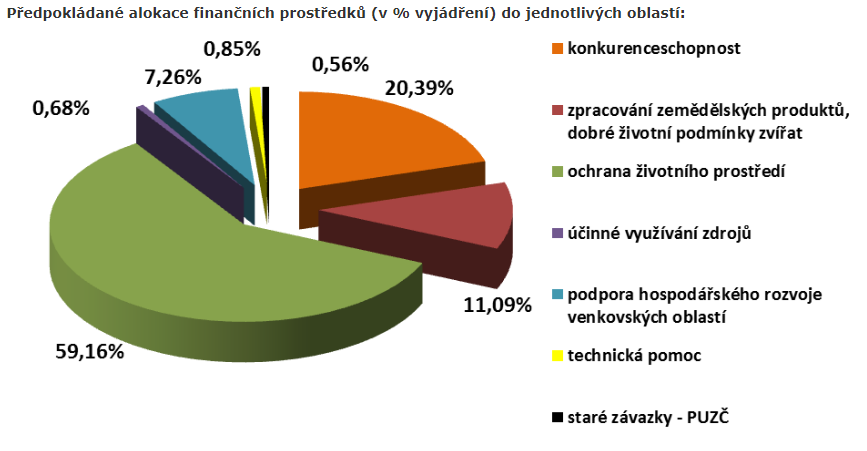 Předpokládané alokace finančních prostředků (v % vyjádření) do jednotlivých oblastí:
0,85%
0,56%
7,26%
20,39%
0,68%
11,09%
59,16%
konkurenceschopnost
zpracování zemědělských produktů,
dobré životní podmínky zvířat
ochrana životního prostředí
účinné využívání zdrojů
podpora hospodářského rozvoje
venkovských oblastí
technická pomoc
staré závazky - PUZČ